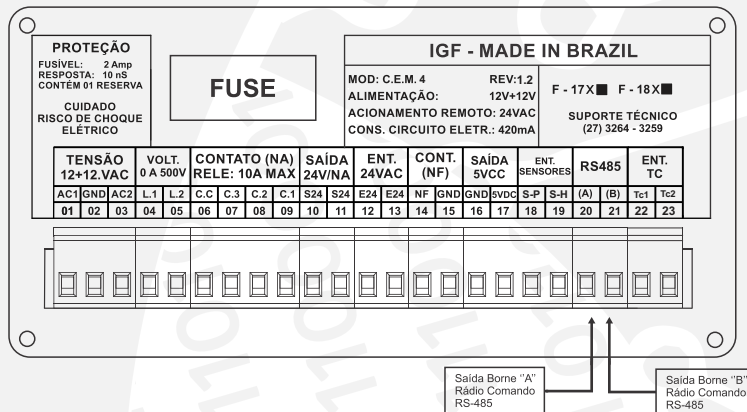 PROTEÇÃO
FUSÍVEL: 2 Amp
RESPOSTA: 10 nS
CONTÉM 01 RESERVA
CUIDADO
RISCO DE CHOQUE
ELÉTRICO
FUSE
IGF - MADE IN BRAZIL
MOD: C.E.M. 4 REV:1.2
ALIMENTAÇÃO: 12V+12V
ACIONAMENTO REMOTO: 24VAC
CONS. CIRCUITO ELETR.: 420mA
F - 17X F - 18X
SUPORTE TÉCNICO
(27) 3264 - 3259
TENSÃO 12+12.VAC
VOLT. 0 A 500V
CONTATO (NA) RELE: 10A MAX
SAÍDA 24V/NA
ENT. 24VAC
CONT. (NF)
SAÍDA 5VCC
ENT. SENSORES
RS485
ENT. TC
AC1 GND AC2 L.1 L.2 C.C C.3 C.2 C.1 S24 S24 E24 E24 NF GND GND 5VDC S-P S-H (A) (B) Tc1 Tc2
01 02 03 04 05 06 07 08 09 10 11 12 13 14 15 16 17 18 19 20 21 22 23
Saída Borne ''A''
Rádio Comando
RS-485
Saída Borne ''B''
Rádio Comando
RS-485